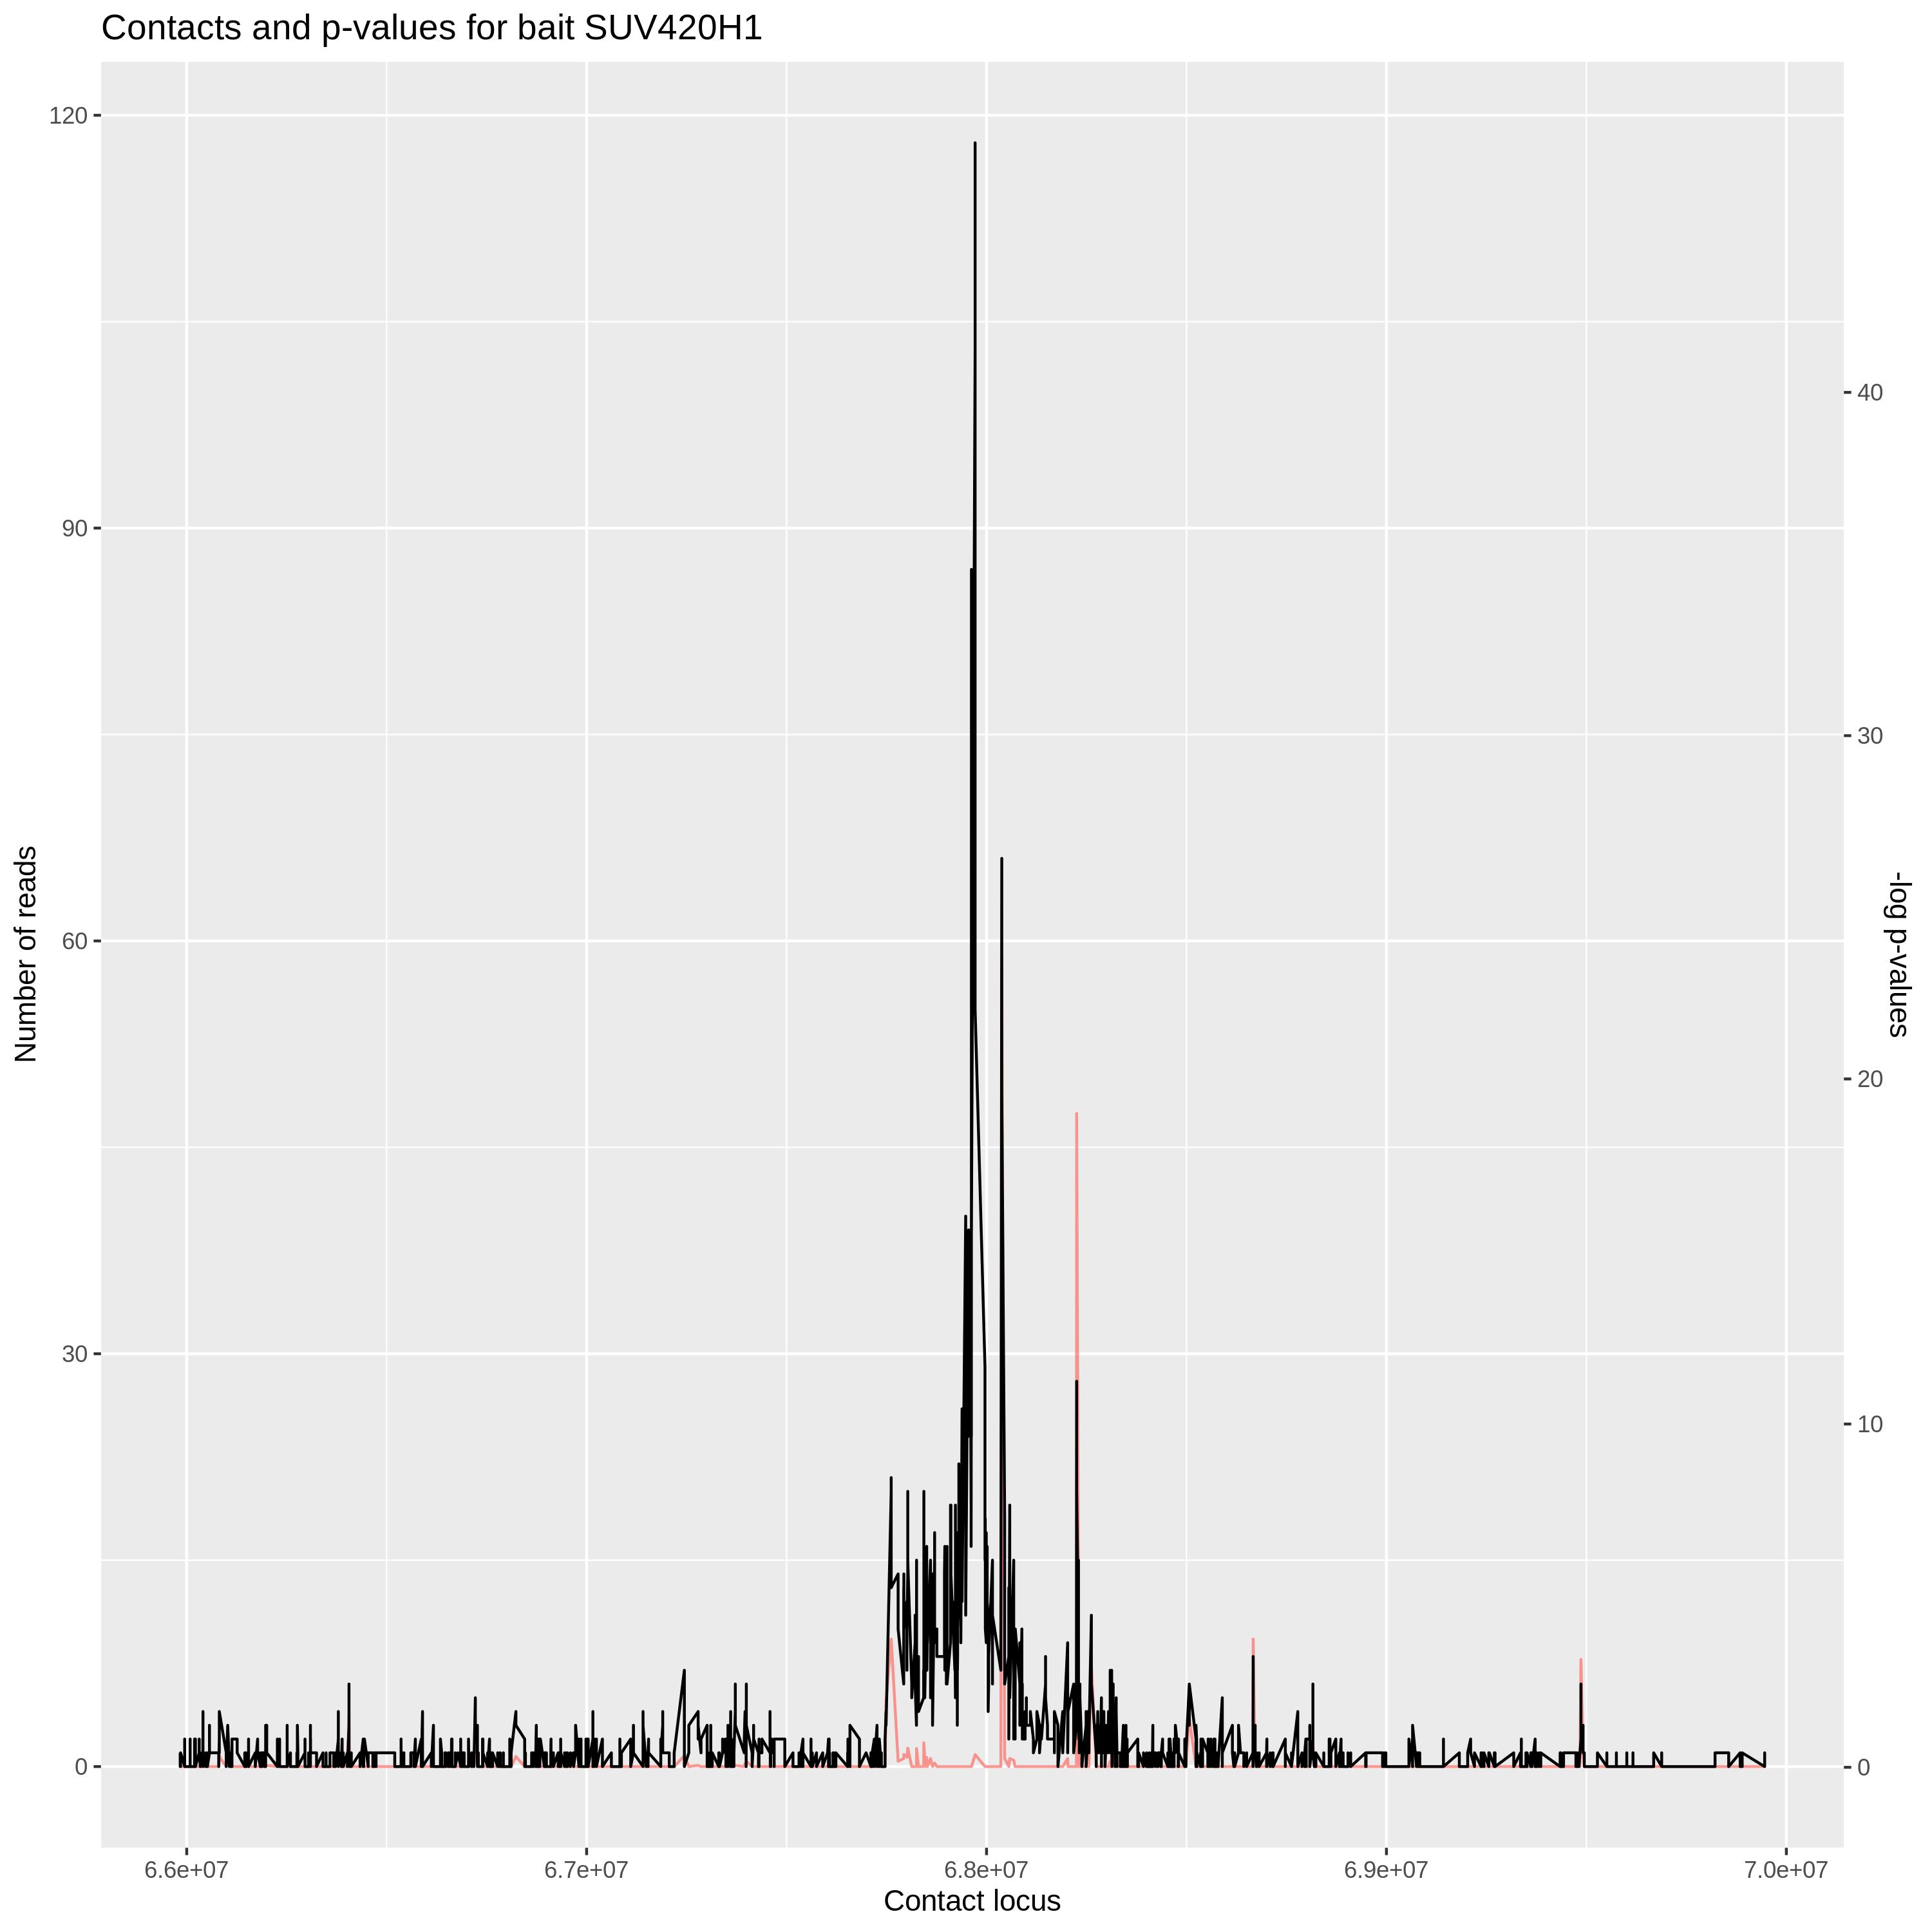 Contacts and p-values for bait SUV420H1
120
90
60
30
0
Number of reads
40
30
20
10
0
-log p-values
6.6e+07 6.7e+07 6.8e+07 6.9e+07 7.0e+07
Contact locus